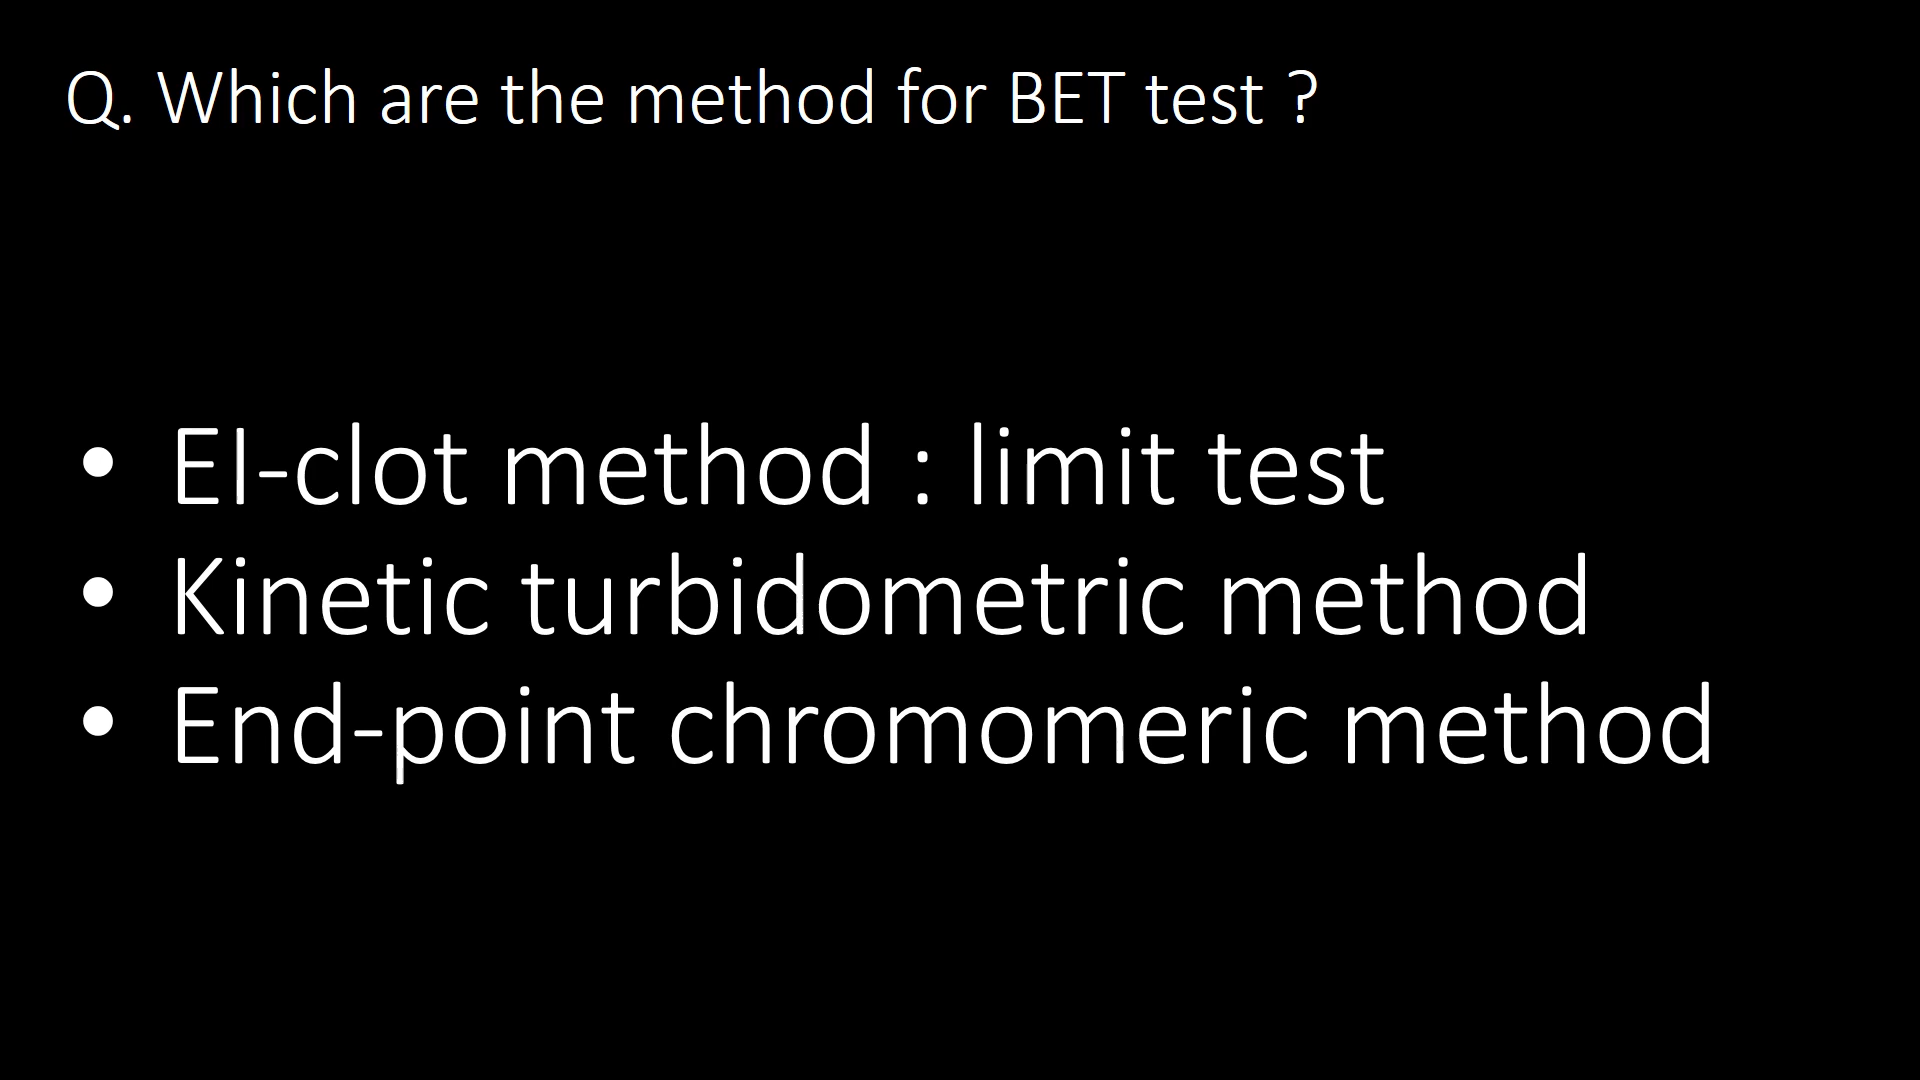 Q. Which are the method for BET test ?
• EI-clot method : limit test
• Kinetic turbidometric method
• End-point chromomeric method